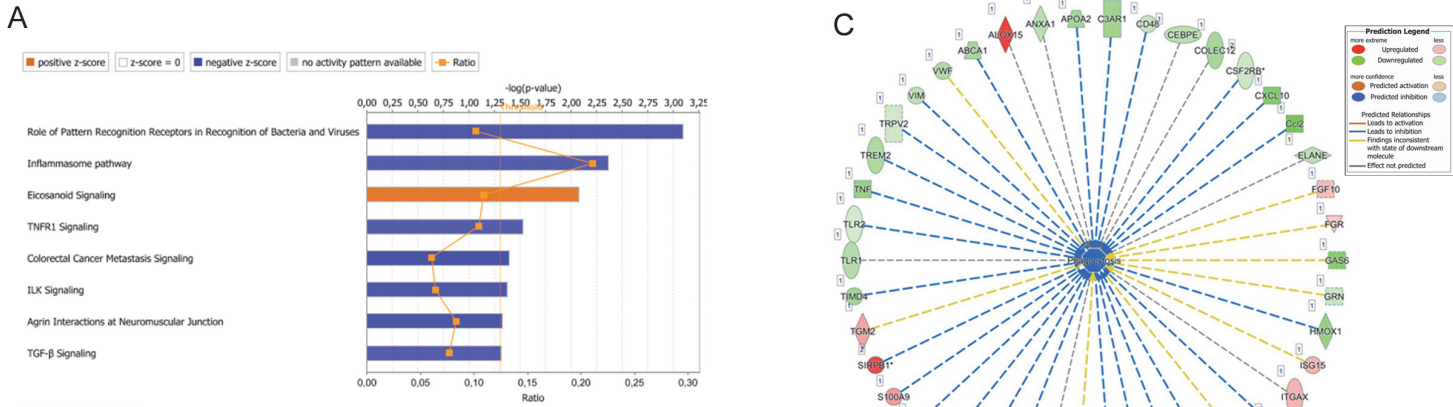 A
positive z-score
z-score = 0
negative z-score
no activity pattern available
Ratio
-log(p-value)
0,00 0,25 0,50 0,75 1,00 1,25 1,50 1,75 2,00 2,25 2,50 2,75 3,00 3,25
Threshold
Role of Pattern Recognition Receptors in Recognition of Bacteria and Viruses
Inflammasome pathway
Eicosanoid Signaling
TNFR1 Signaling
Colorectal Cancer Metastasis Signaling
ILK Signaling
Agrin Interactions at Neuromuscular Junction
TGF-β Signaling
0,00 0,05 0,10 0,15 0,20 0,25 0,30
Ratio
C
ALOX15
ANXA1
APOA2
C3AR1
CD48
CEBPE
COLEC12
CSF2RB*
CXCL10
Ccl2
ELANE
FGF10
FGR
GAS6
GRN
HMOX1
ISG15
ITGAX
ABCA1
VWF
VIM
TRPV2
TREM2
TNF
TLR2
TLR1
TIMD4
TGM2
SIRPB1*
S100A9
Phagocytosis
Prediction Legend
more extreme less
Upregulated
Downregulated
more confidence less
Predicted activation
Predicted inhibition
Predicted Relationships
Leads to activation
Leads to inhibition
Findings inconsistent
with state of downstream
molecule
Effect not predicted